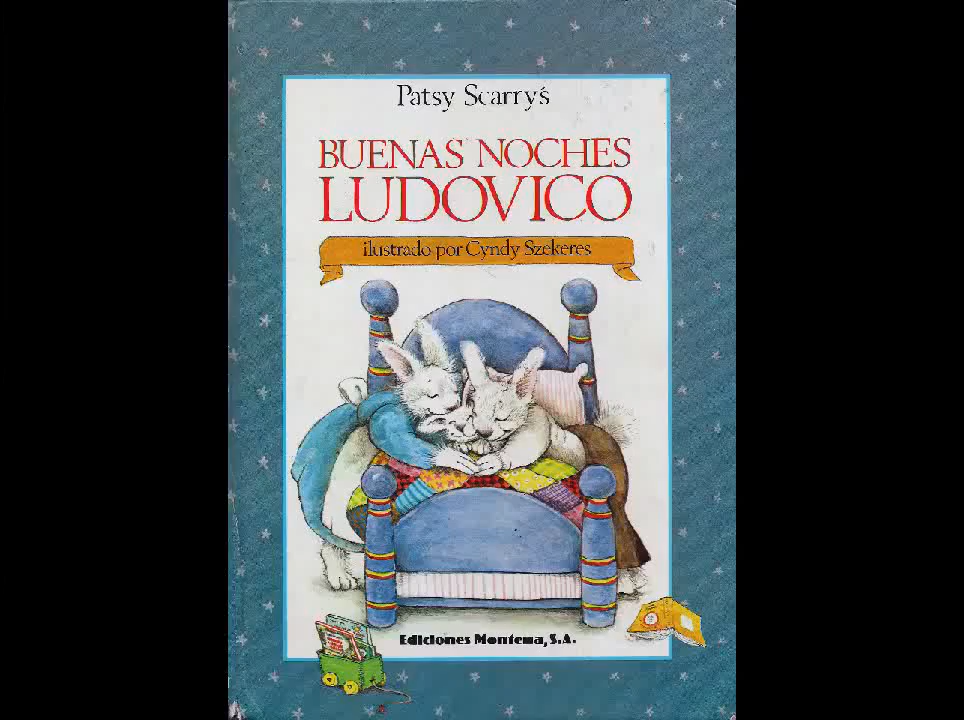 Patsy Scarry's
BUENAS NOCHES
LUDOVICO
ilustrado por Cyndy Szekeres
Ediciones Montena, S.A.